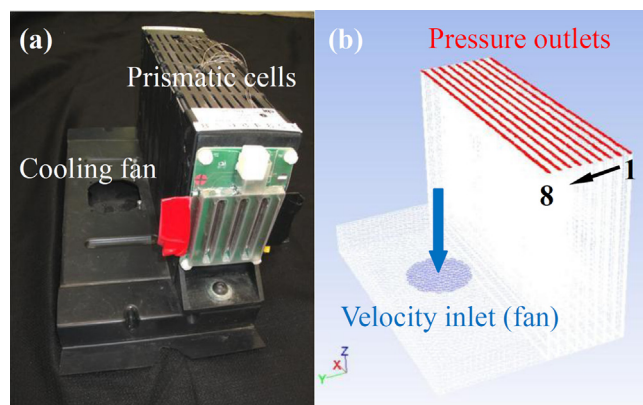 (a)
Prismatic cells
Cooling fan
(b)
Pressure outlets
1
8
Velocity inlet (fan)
Z
X
Y